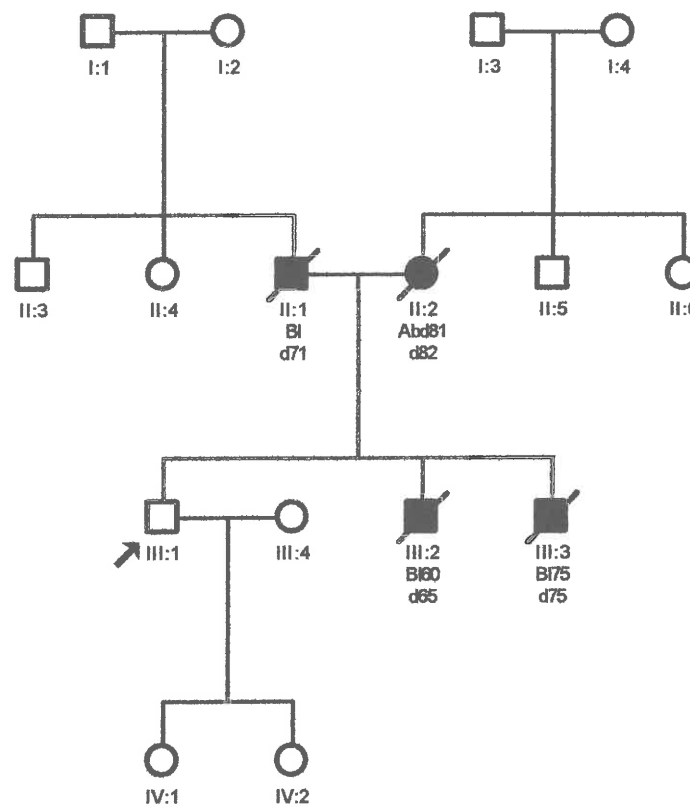 I:1 I:2 I:3 I:4
II:3 II:4 II:1 II:2 II:5
Bl Abd81
d71 d82
III:1 III:4 III:2 III:3
Bl60 Bl75
d65 d75
IV:1 IV:2